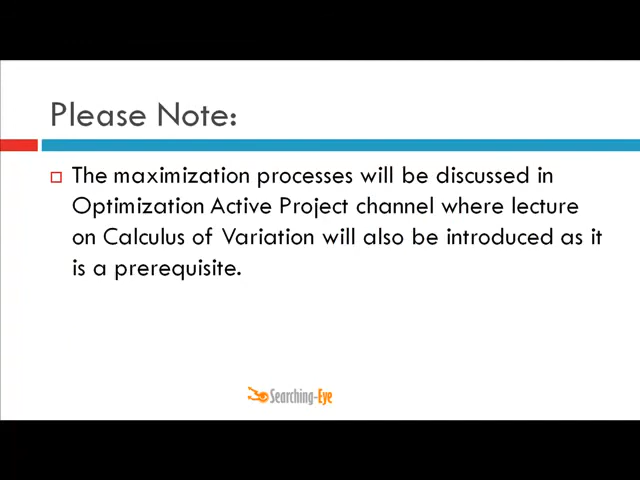 Please Note:
The maximization processes will be discussed in
Optimization Active Project channel where lecture
on Calculus of Variation will also be introduced as it
is a prerequisite.
Searching-Eye